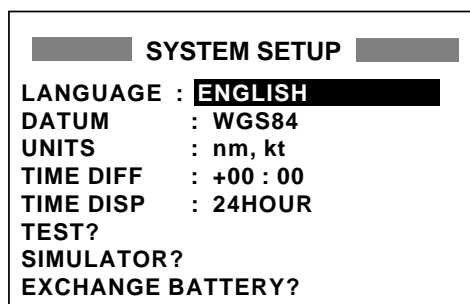 SYSTEM SETUP
LANGUAGE : ENGLISH
DATUM : WGS84
UNITS : nm, kt
TIME DIFF : +00 : 00
TIME DISP : 24HOUR
TEST?
SIMULATOR?
EXCHANGE BATTERY?